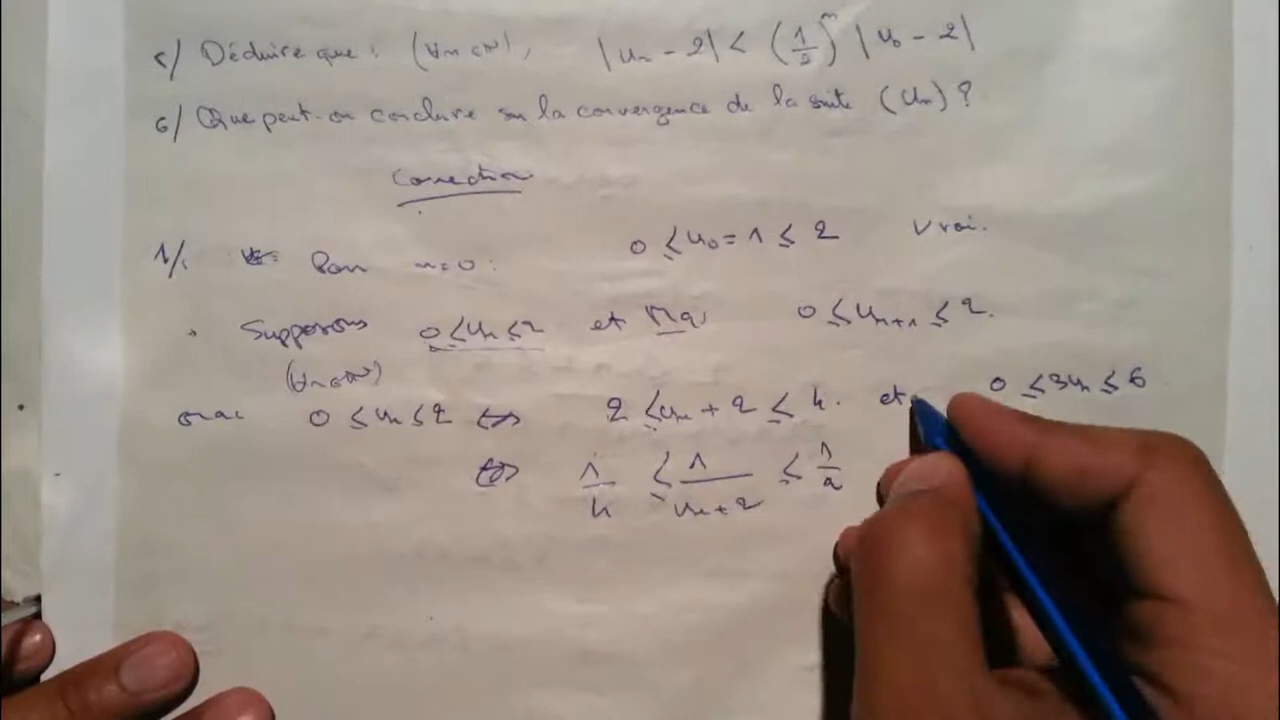 5/ Déduire que : (∀n∈ℕ), |Un - 2| < (1/2)^n |U0 - 2|
6/ Que peut-on conclure sur la convergence de la suite (Un) ?
Correction
1/. Pour n=0 : 0 ≤ U0 = 1 ≤ 2 Vrai.
. Supposons 0 ≤ Un ≤ 2 et Mq 0 ≤ Un+1 ≤ 2.
(∀n∈ℕ)
0 ≤ Un ≤ 2 ⇔ 2 ≤ Un + 2 ≤ 4. et 0 ≤ 3Un ≤ 6
⇔ 1/4 ≤ 1/(Un + 2) ≤ 1/2